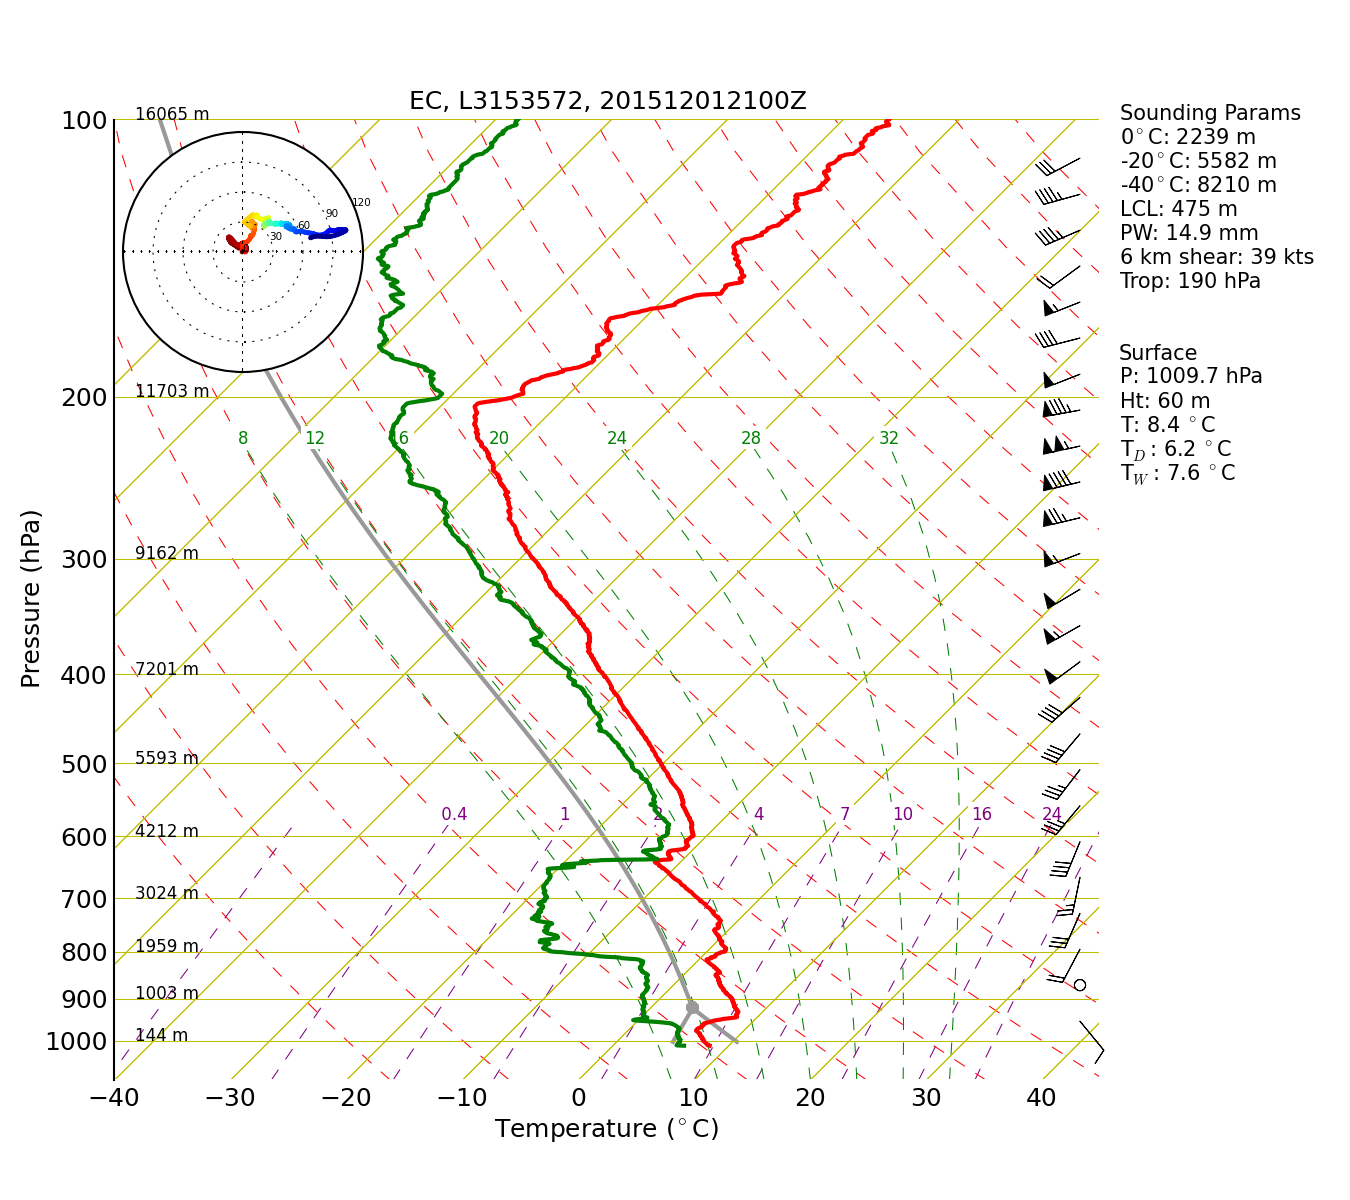 EC, L3153572, 201512012100Z
Sounding Params
0°C: 2239 m
-20°C: 5582 m
-40°C: 8210 m
LCL: 475 m
PW: 14.9 mm
6 km shear: 39 kts
Trop: 190 hPa
Surface
P: 1009.7 hPa
Ht: 60 m
T: 8.4 °C
T_D : 6.2 °C
T_W : 7.6 °C
Pressure (hPa)
100
200
300
400
500
600
700
800
900
1000
16065 m
11703 m
9162 m
7201 m
5593 m
4212 m
3024 m
1959 m
1003 m
144 m
120
90
60
30
0
8 12 16 20 24 28 32
0.4 1 2 4 7 10 16 24
−40 −30 −20 −10 0 10 20 30 40
Temperature (°C)